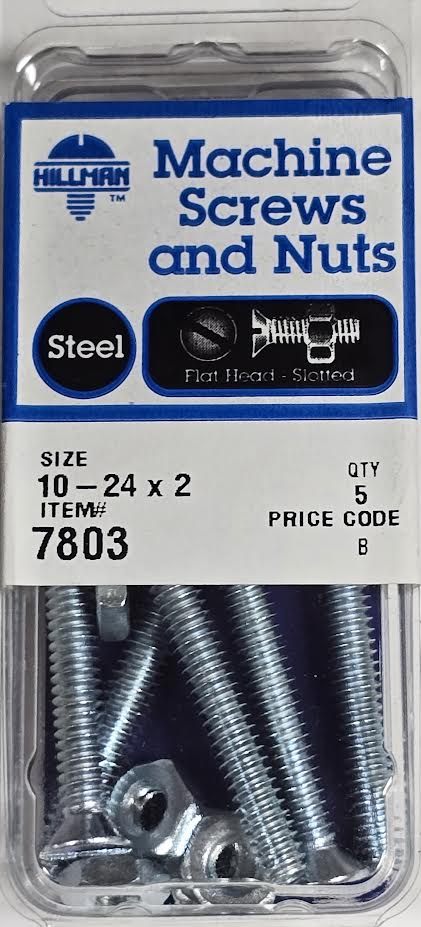 HILLMAN
TM
Machine
Screws
and Nuts
Steel
Flat Head - Slotted
SIZE
10-24 x 2
ITEM#
7803
QTY
5
PRICE CODE
B